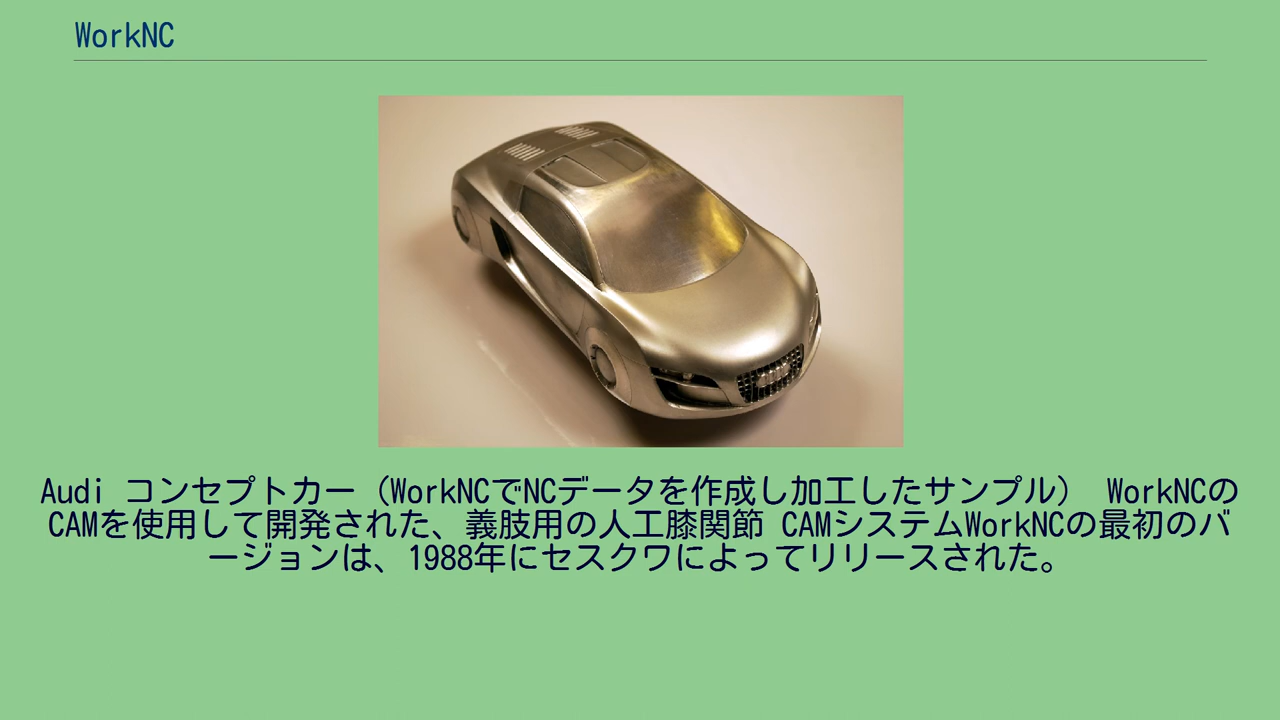 WorkNC
Audi コンセプトカー（WorkNCでNCデータを作成し加工したサンプル） WorkNCの
CAMを使用して開発された、義肢用の人工膝関節 CAMシステムWorkNCの最初のバ
ージョンは、1988年にセスクワによってリリースされた。